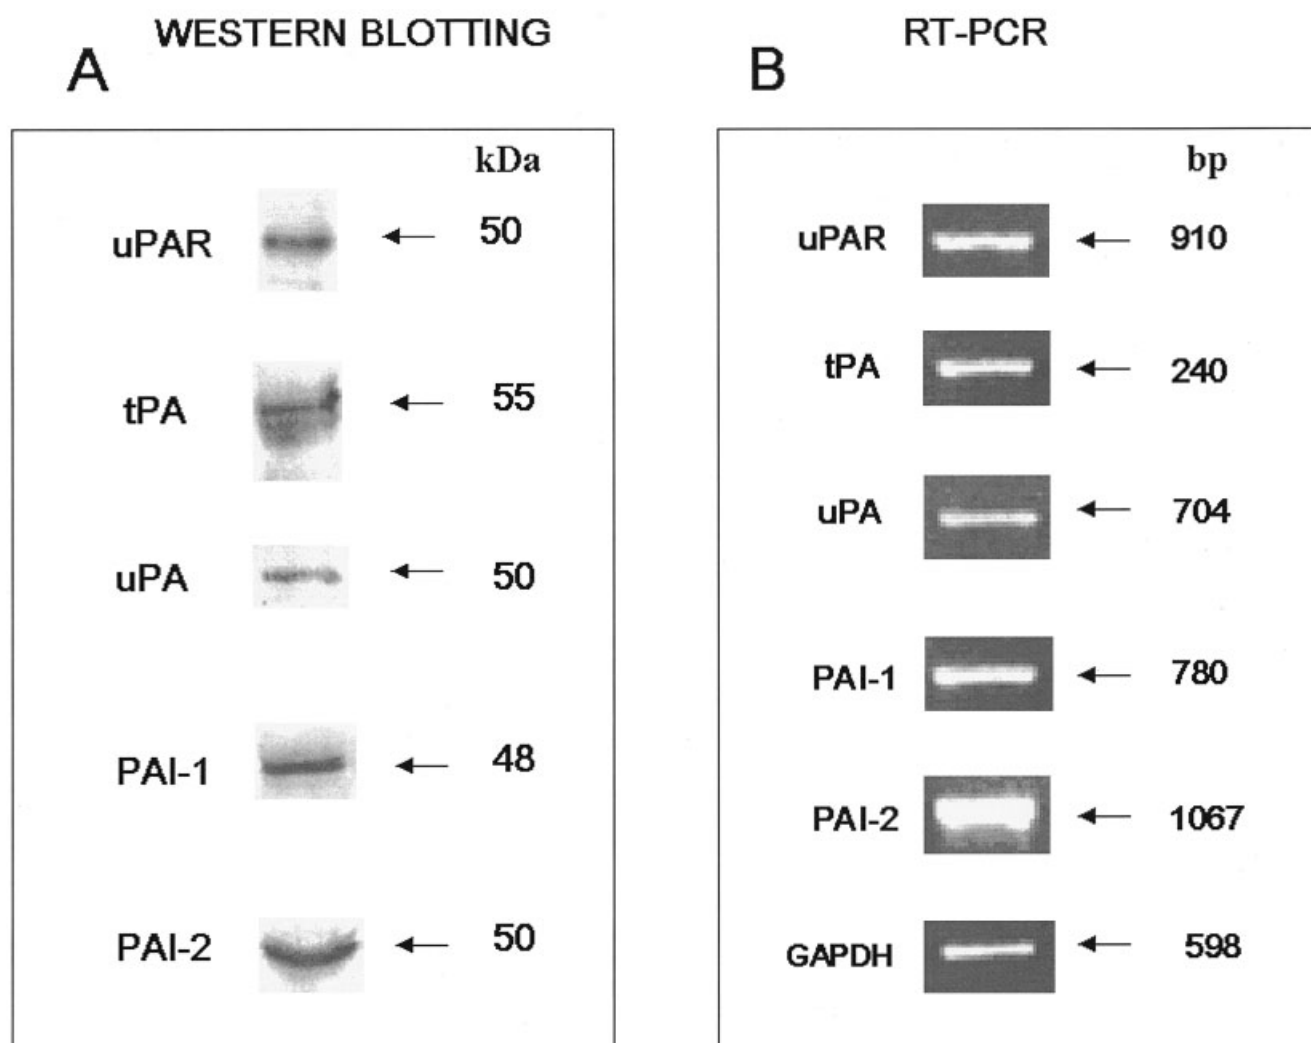 WESTERN BLOTTING
A
kDa
uPAR 50
tPA 55
uPA 50
PAI-1 48
PAI-2 50
RT-PCR
B
bp
uPAR 910
tPA 240
uPA 704
PAI-1 780
PAI-2 1067
GAPDH 598